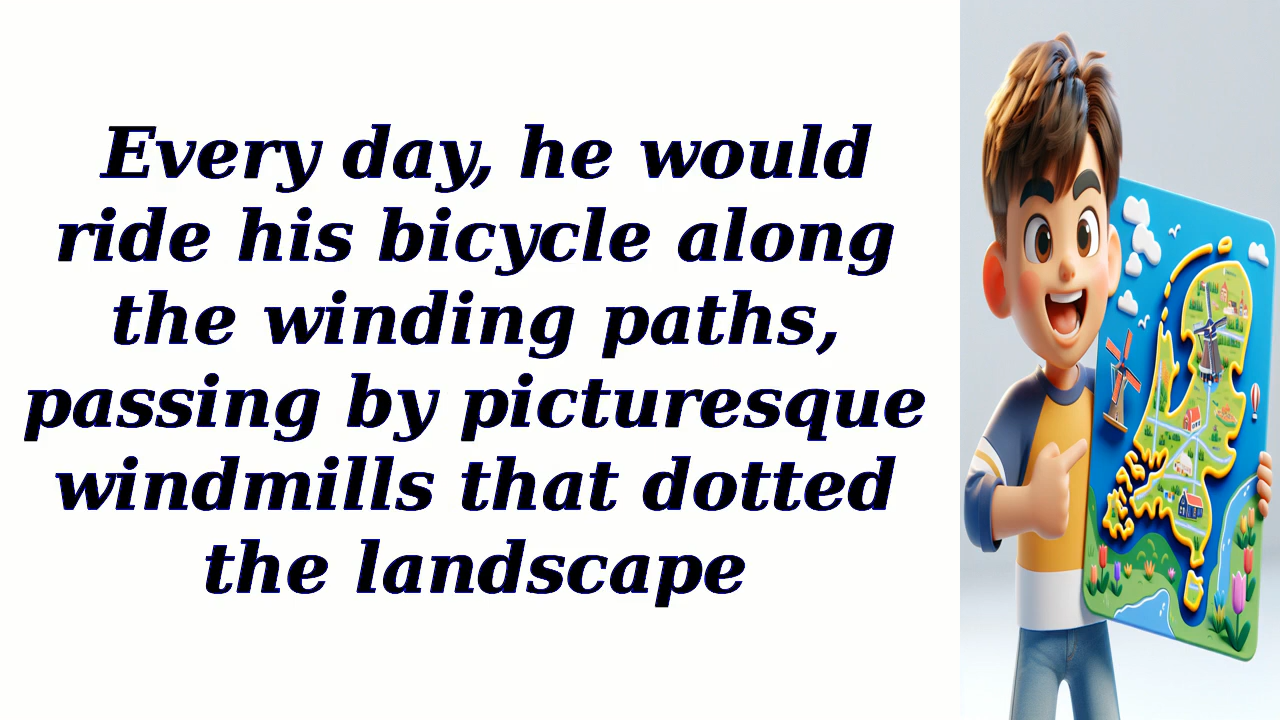 Every day, he would
ride his bicycle along
the winding paths,
passing by picturesque
windmills that dotted
the landscape